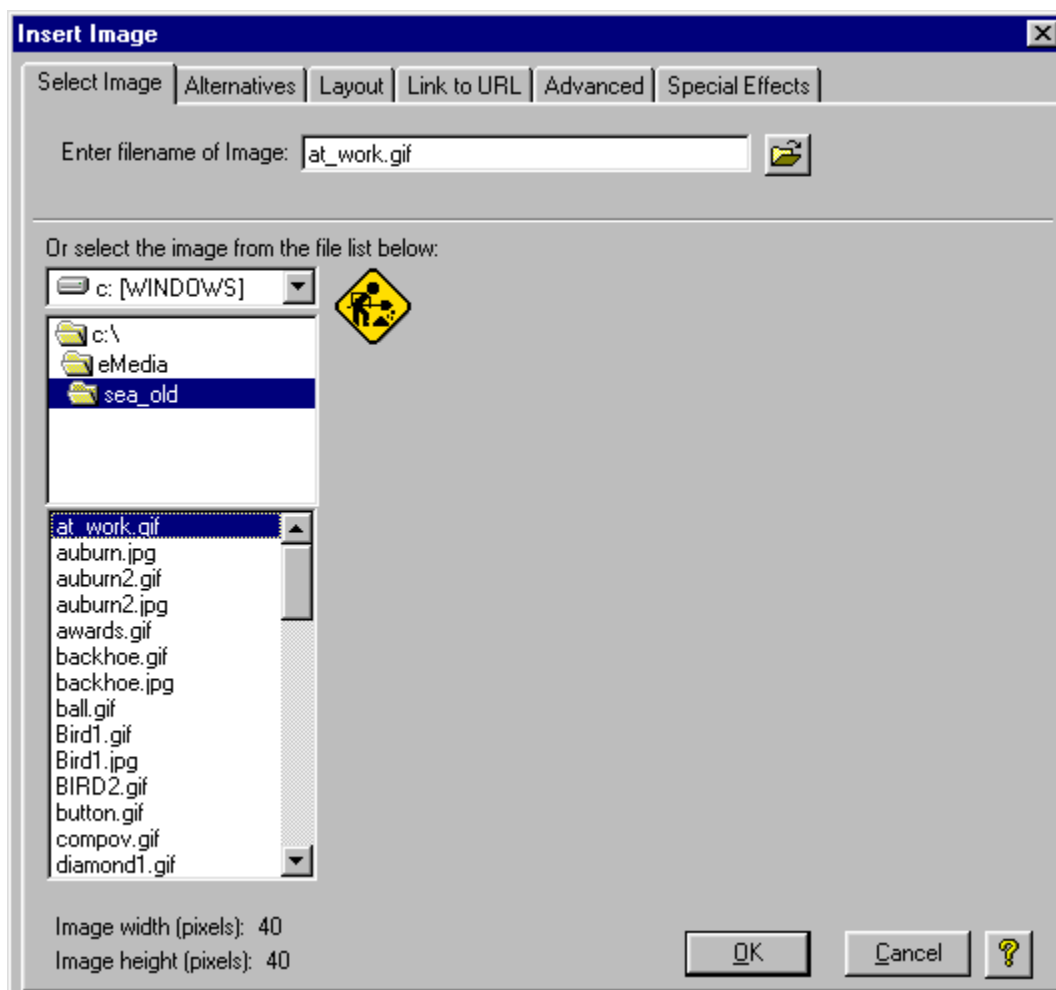 Insert Image
Select Image Alternatives Layout Link to URL Advanced Special Effects
Enter filename of Image: at_work.gif
Or select the image from the file list below:
c: [WINDOWS]
c:\
eMedia
sea_old
at_work.gif
auburn.jpg
auburn2.gif
auburn2.jpg
awards.gif
backhoe.gif
backhoe.jpg
ball.gif
Bird1.gif
Bird1.jpg
BIRD2.gif
button.gif
compov.gif
diamond1.gif
Image width (pixels): 40
Image height (pixels): 40
OK Cancel ?